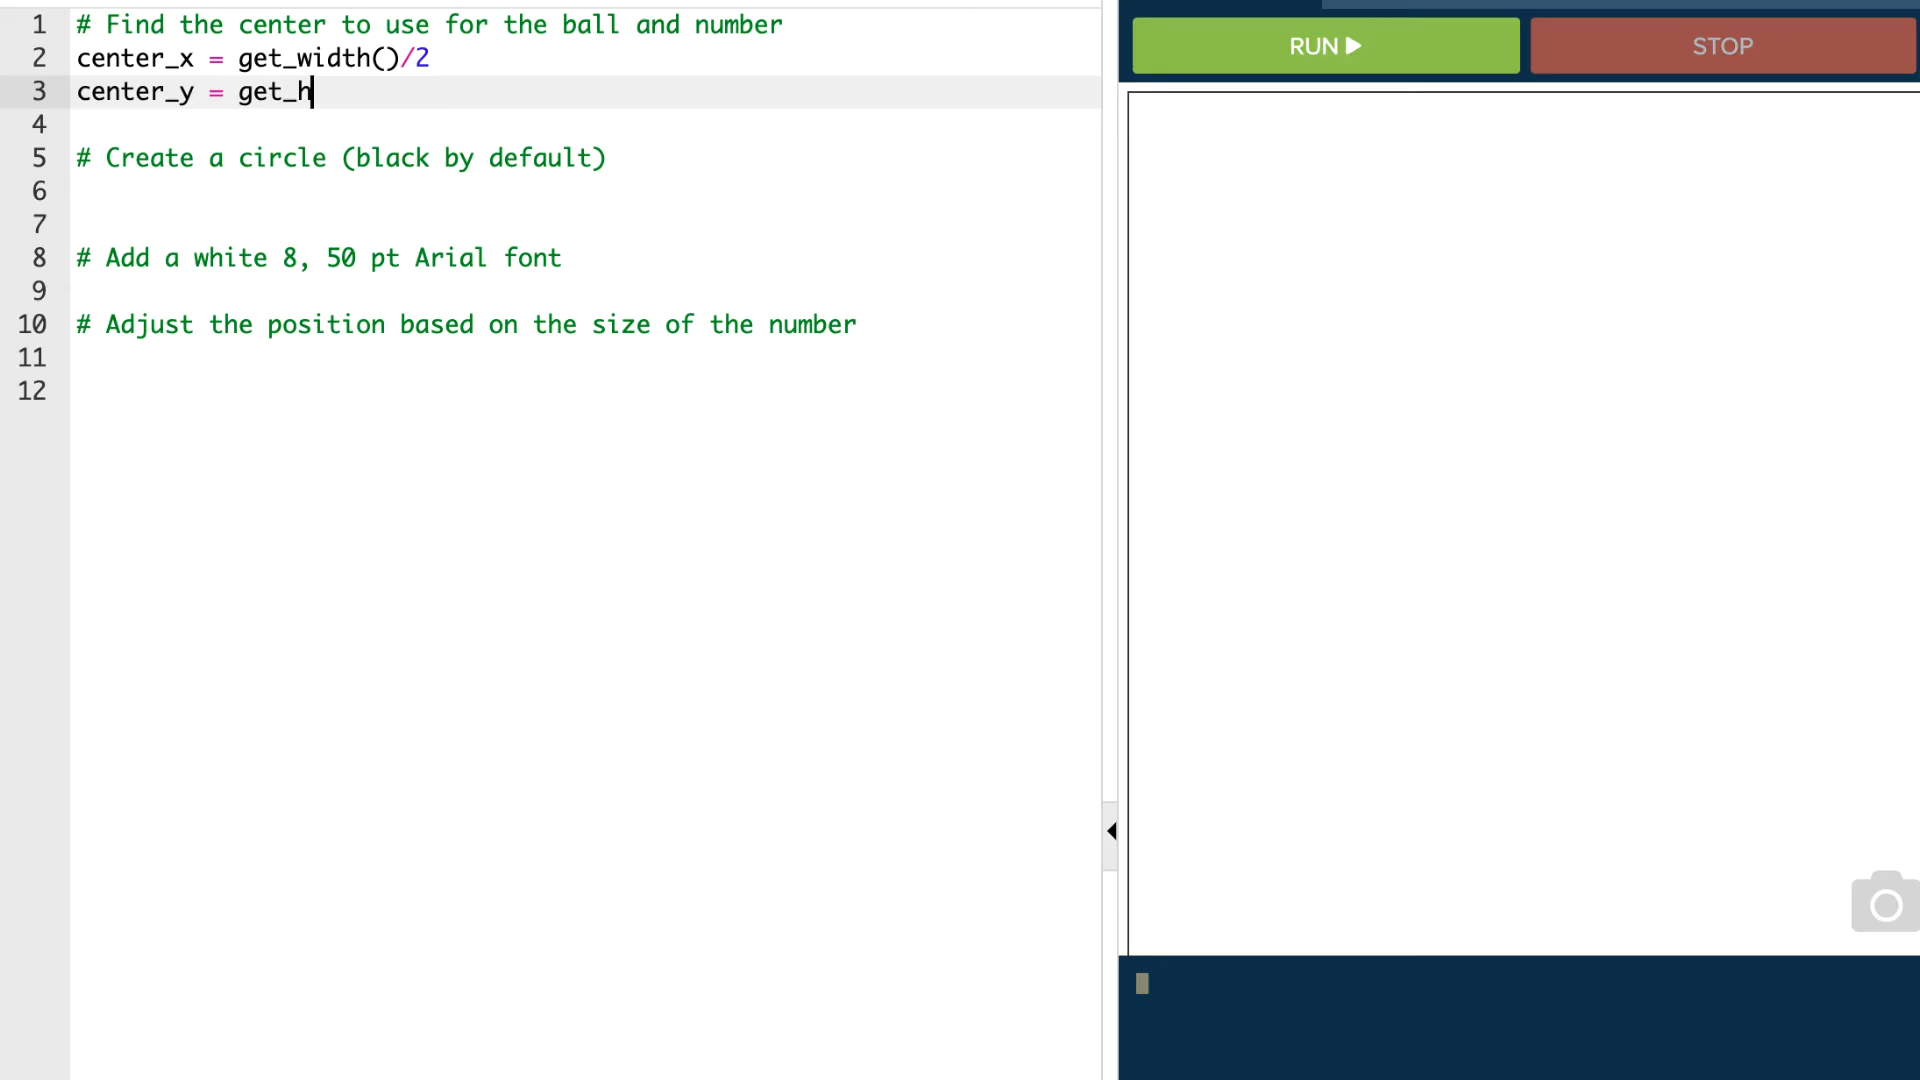 1 # Find the center to use for the ball and number
2 center_x = get_width()/2
3 center_y = get_h
4
5 # Create a circle (black by default)
6
7
8 # Add a white 8, 50 pt Arial font
9
10 # Adjust the position based on the size of the number
11
12
RUN
STOP